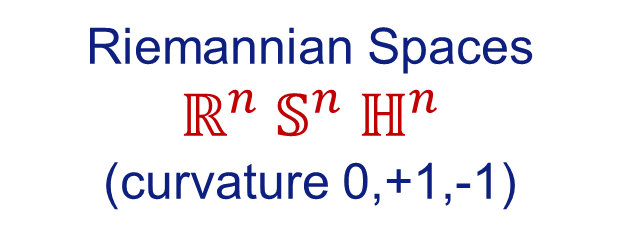 Riemannian Spaces
ℝⁿ 𝕊ⁿ ℍⁿ
(curvature 0,+1,-1)